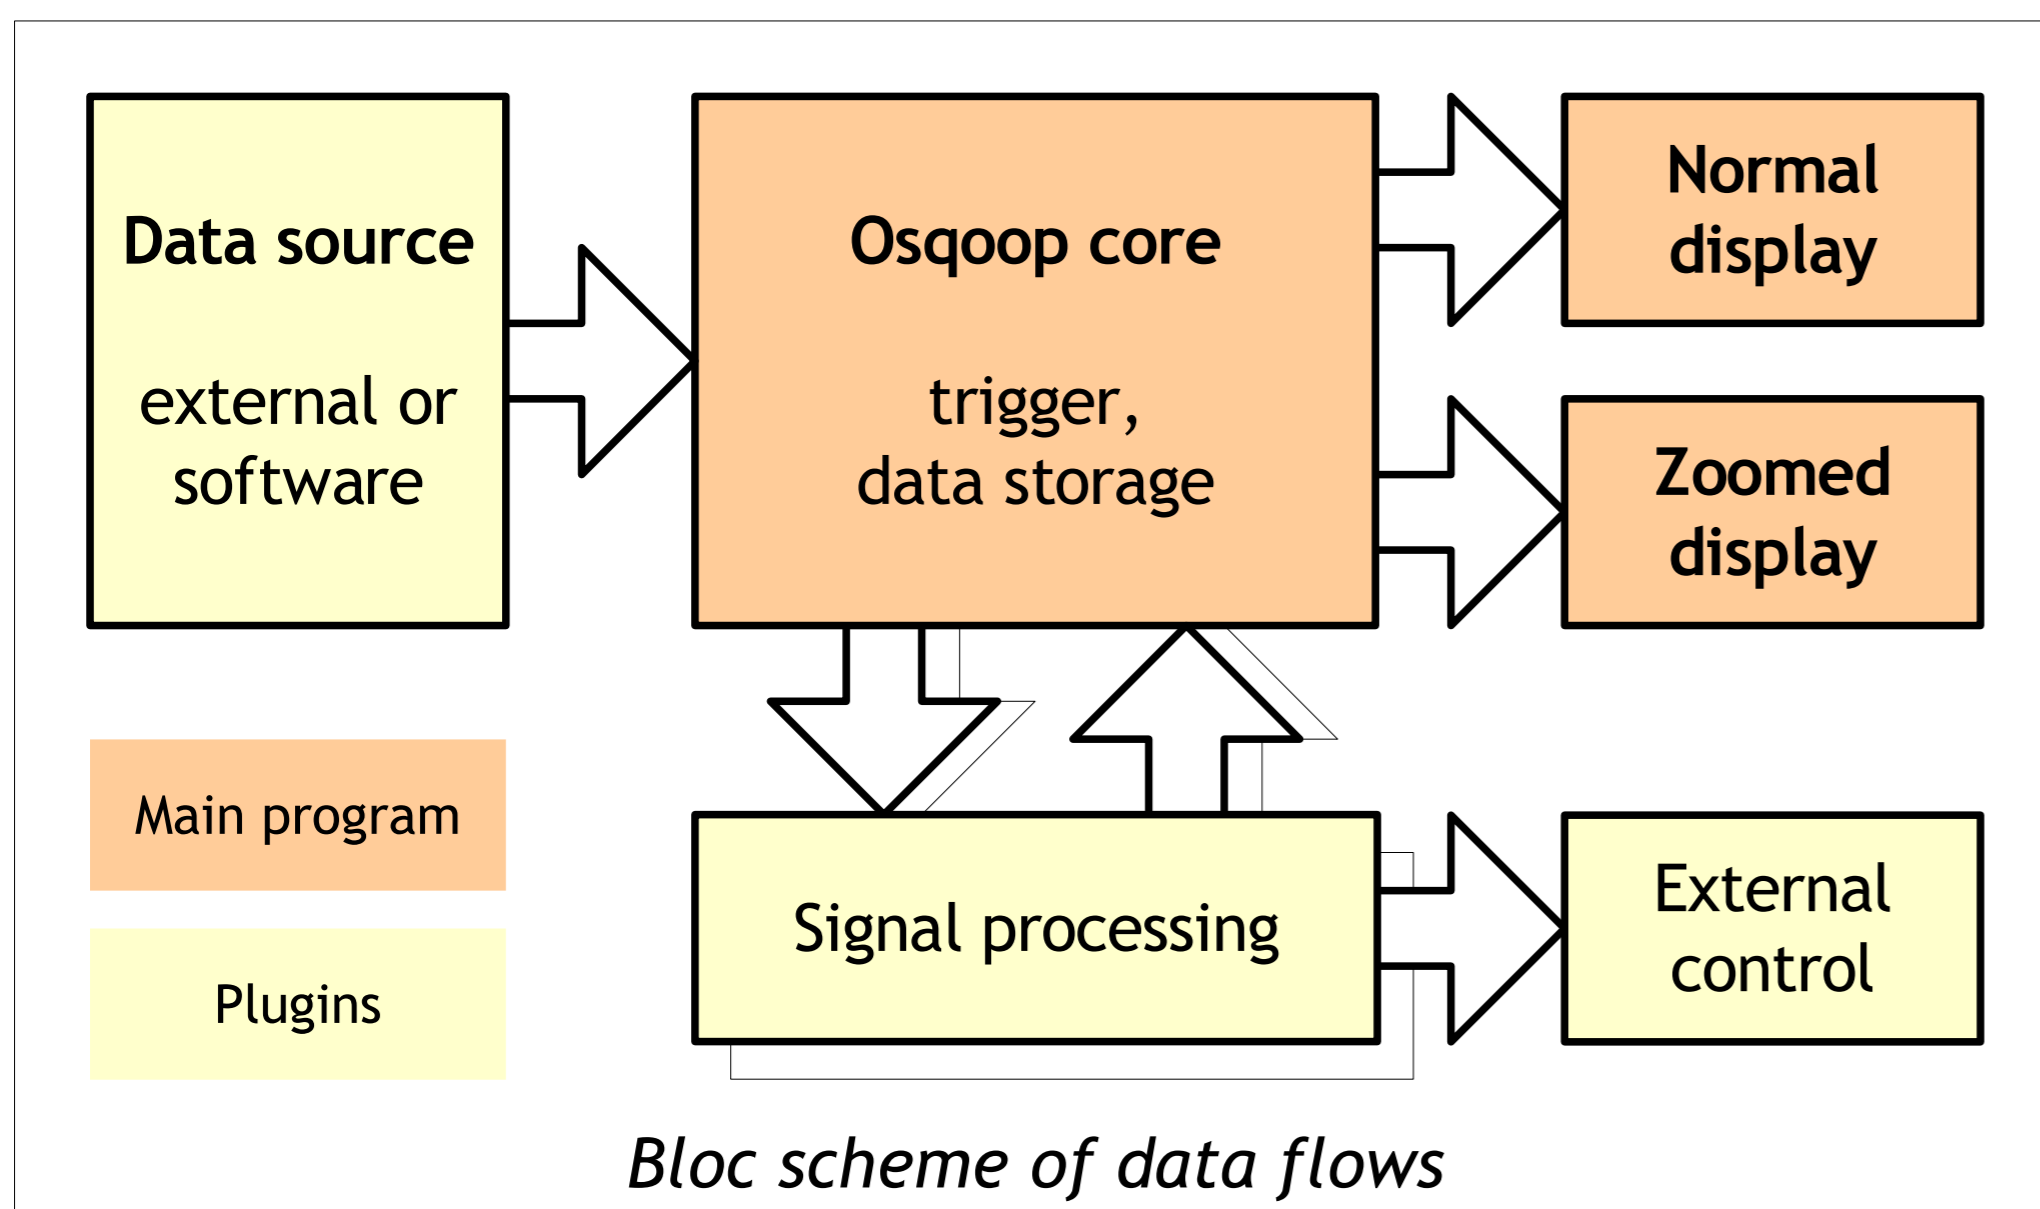 Data source
external or
software
Osqoop core
trigger,
data storage
Normal
display
Zoomed
display
Main program
Plugins
Signal processing
External
control
Bloc scheme of data flows